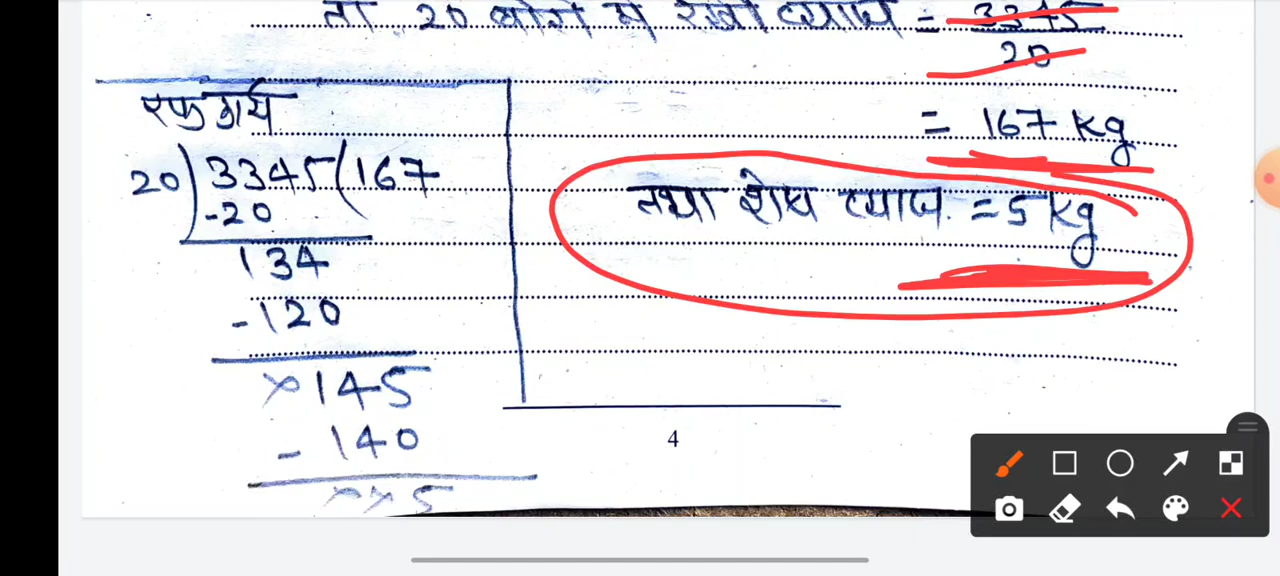 तो 20 बोरों में रखी प्याज = 3345
20
= 167 kg
तथा शेष प्याज = 5 kg
रफ कार्य
20) 3345 (167
-20
134
-120
×145
- 140
××5
4